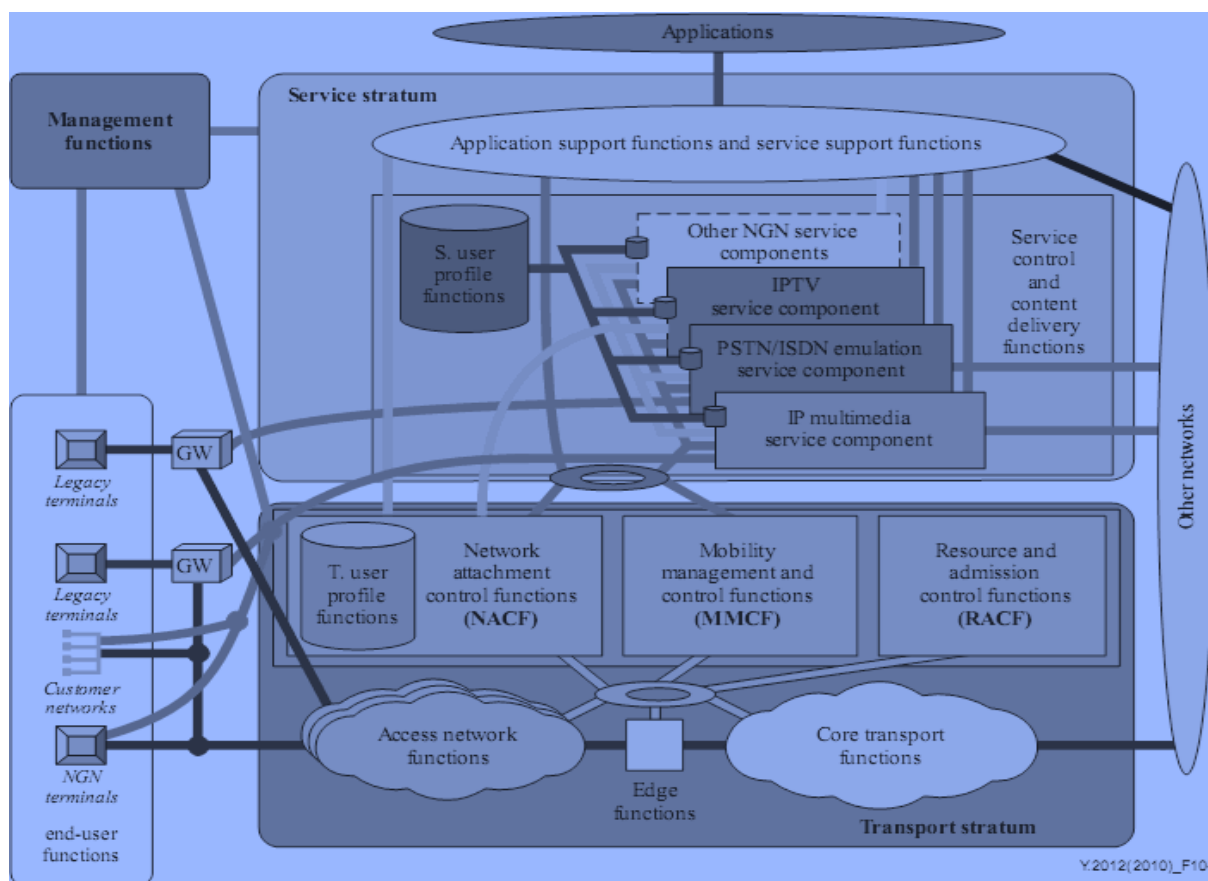 Applications
Service stratum
Management
functions
Application support functions and service support functions
S. user
profile
functions
Other NGN service
components
IPTV
service component
PSTN/ISDN emulation
service component
IP multimedia
service component
Service
control
and
content
delivery
functions
Other networks
GW
Legacy
terminals
GW
Legacy
terminals
Customer
networks
NGN
terminals
end-user
functions
T. user
profile
functions
Network
attachment
control functions
(NACF)
Mobility
management and
control functions
(MMCF)
Resource and
admission
control functions
(RACF)
Access network
functions
Edge
functions
Core transport
functions
Transport stratum
Y.2012(2010)_F10